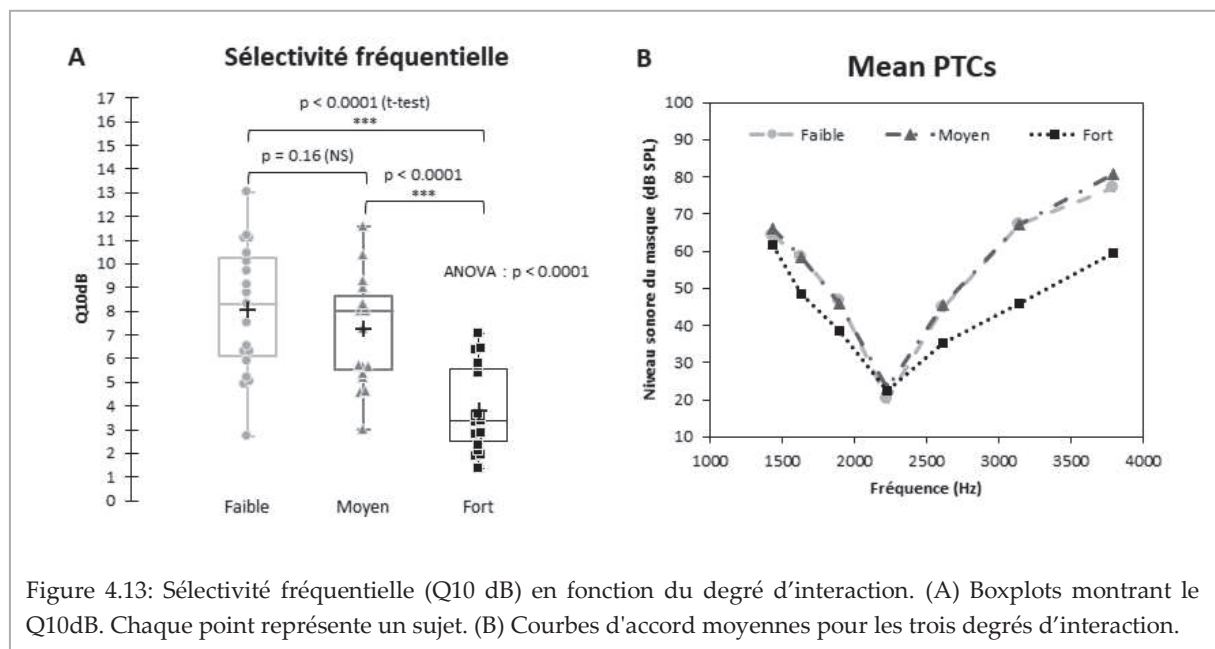 A
Sélectivité fréquentielle
17
16
15
14
13
12
11
10
9
8
7
6
5
4
3
2
1
0
Q10dB
p < 0.0001 (t-test)
***
p = 0.16 (NS)
p < 0.0001
***
ANOVA : p < 0.0001
Faible
Moyen
Fort
B
Mean PTCs
Niveau sonore du masque (dB SPL)
100
90
80
70
60
50
40
30
20
10
Faible
Moyen
Fort
1000
1500
2000
2500
3000
3500
4000
Fréquence (Hz)
Figure 4.13: Sélectivité fréquentielle (Q10 dB) en fonction du degré d’interaction. (A) Boxplots montrant le
Q10dB. Chaque point représente un sujet. (B) Courbes d'accord moyennes pour les trois degrés d’interaction.